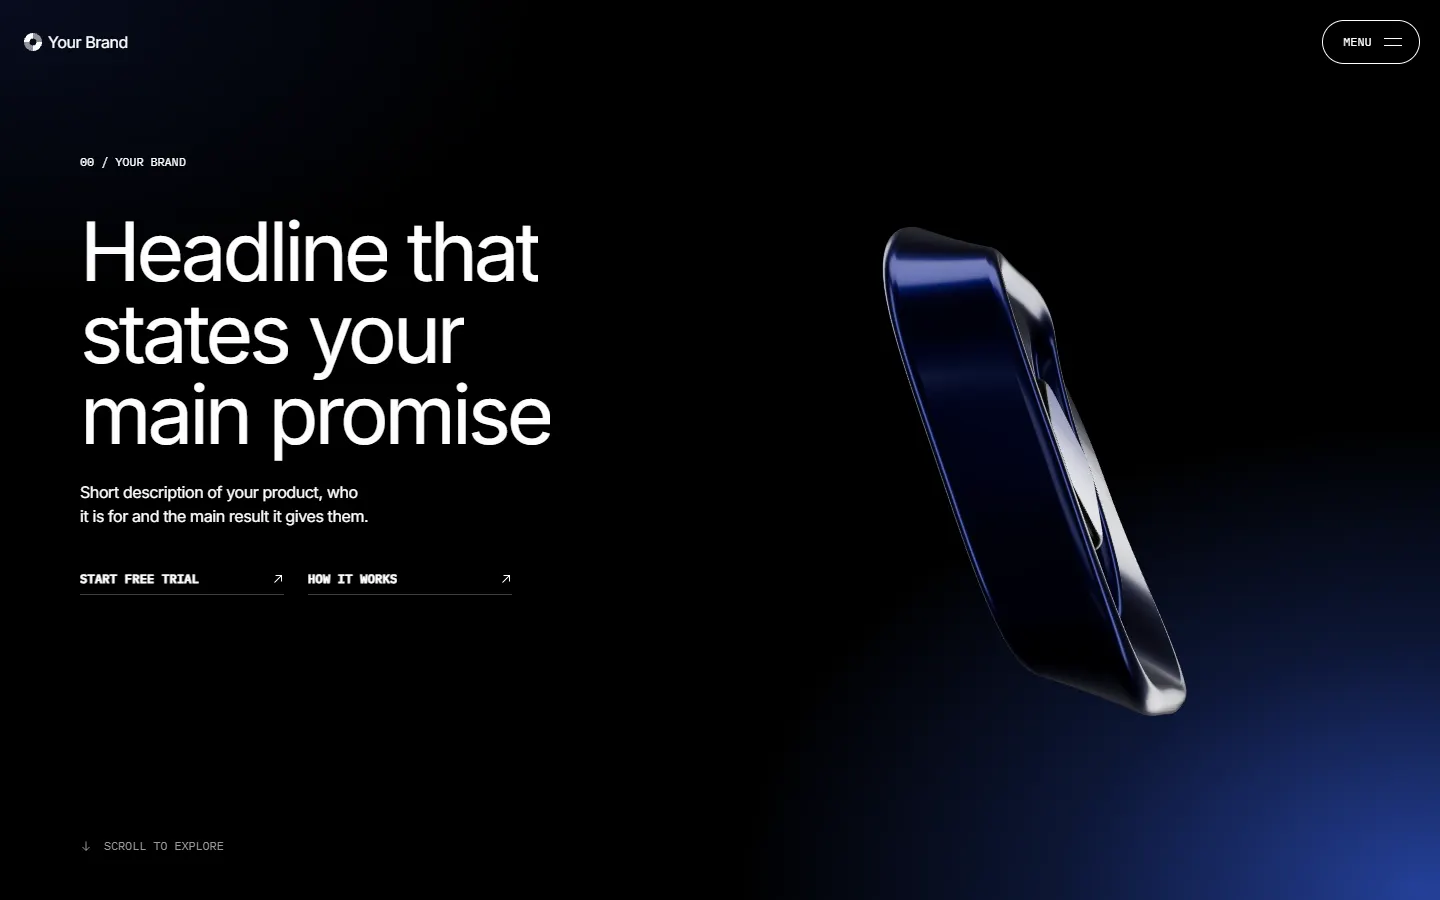 Your Brand
MENU
00 / YOUR BRAND
Headline that
states your
main promise
Short description of your product, who
it is for and the main result it gives them.
START FREE TRIAL
HOW IT WORKS
SCROLL TO EXPLORE